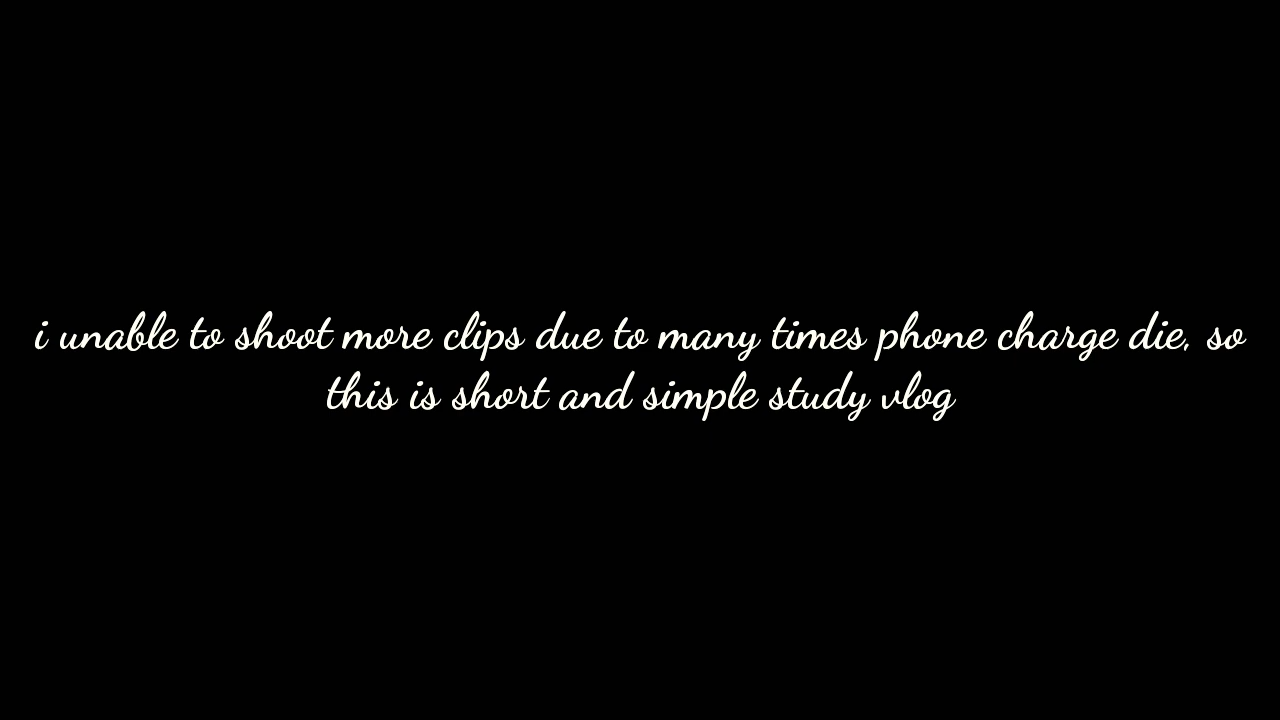 i unable to shoot more clips due to many times phone charge die, so
this is short and simple study vlog